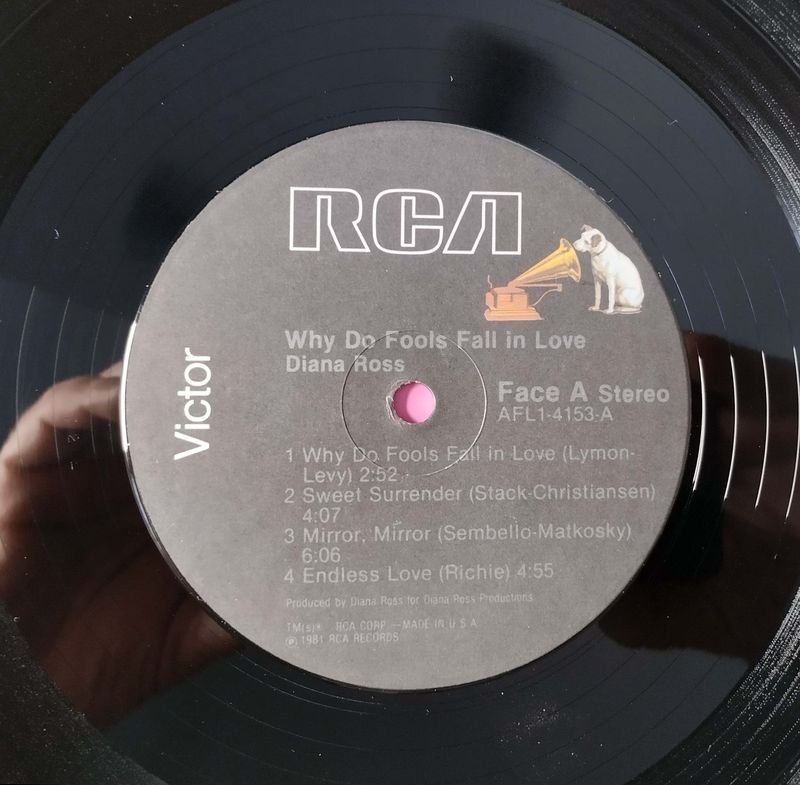 RCA
Victor
Why Do Fools Fall in Love
Diana Ross
Face A Stereo
AFL1-4153-A
1 Why Do Fools Fall in Love (Lymon-
Levy) 2:52
2 Sweet Surrender (Stack-Christiansen)
4:07
3 Mirror, Mirror (Sembello-Matkosky)
6:06
4 Endless Love (Richie) 4:55
Produced by Diana Ross for Diana Ross Productions
TM(s)® RCA CORP.—MADE IN U.S.A.
℗ 1981 RCA RECORDS